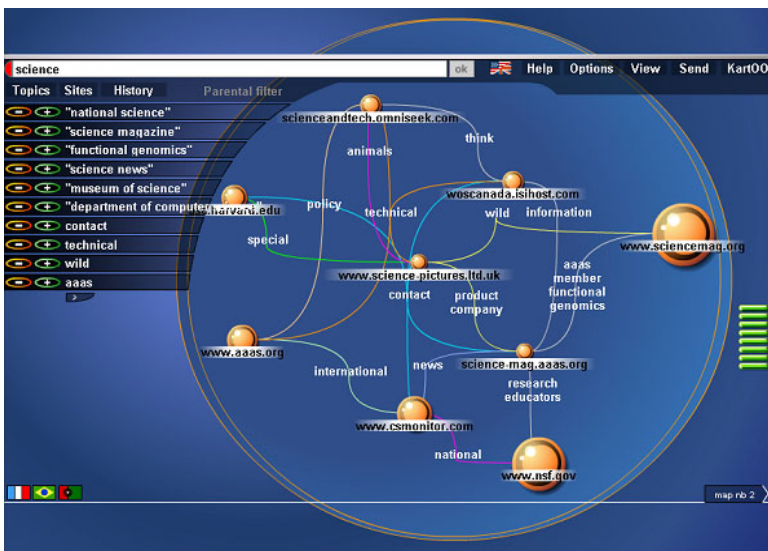 science
ok
Help
Options
View
Send
KartOO
Topics
Sites
History
Parental filter
"national science"
"science magazine"
"functional genomics"
"science news"
"museum of science"
"department of computer
contact
technical
wild
aaas
scienceandtech.omniseek.com
animals
think
woscanada.isihost.com
.harvard.edu
policy
technical
wild
information
special
www.sciencemag.org
www.science-pictures.ltd.uk
contact
product
company
aaas
member
functional
genomics
www.aaas.org
international
news
science-mag.aaas.org
research
educators
www.csmonitor.com
national
www.nsf.gov
map nb 2